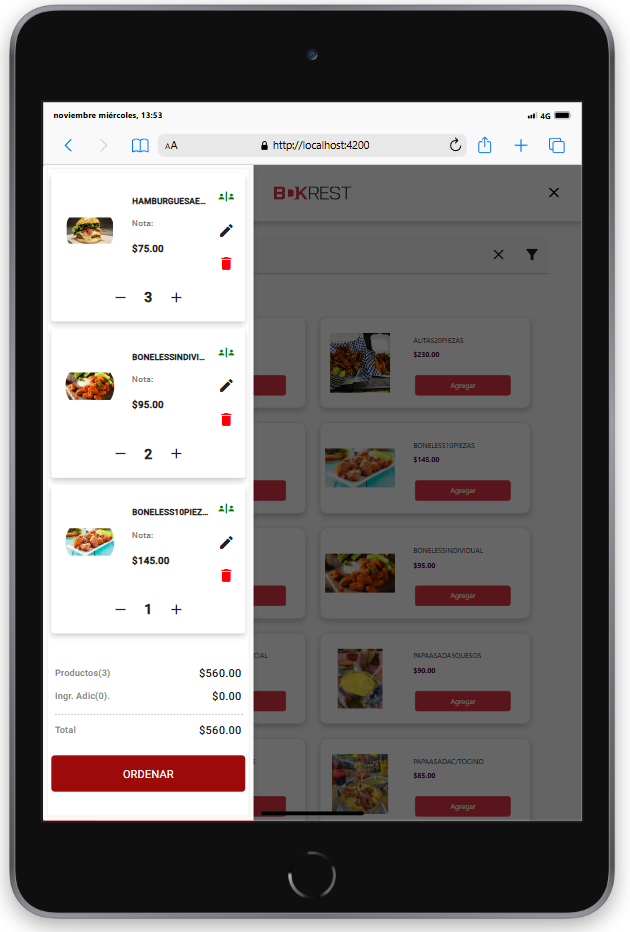 noviembre miércoles, 13:53
4G
AA
http://localhost:4200
HAMBURGUESAE...
Nota:
$75.00
3
BONELESSINDIVI...
Nota:
$95.00
2
BONELESS10PIEZ...
Nota:
$145.00
1
Productos(3)
$560.00
Ingr. Adic(0).
$0.00
Total
$560.00
ORDENAR
BKREST
ALITAS20PIEZAS
$230.00
Agregar
BONELESS10PIEZAS
$145.00
Agregar
BONELESSINDIVIDUAL
$95.00
Agregar
CIAL
PAPAASADA3QUESOS
$90.00
Agregar
E
PAPAASADAC/TOCINO
$85.00
Agregar